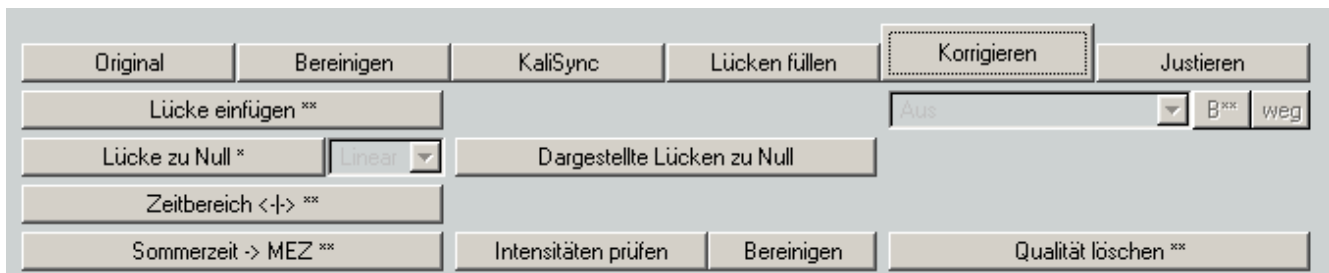 Original Bereinigen KaliSync Lücken füllen Korrigieren Justieren
Lücke einfügen ** Aus B** weg
Lücke zu Null * Linear Dargestellte Lücken zu Null
Zeitbereich <-|-> **
Sommerzeit -> MEZ ** Intensitäten prüfen Bereinigen Qualität löschen **